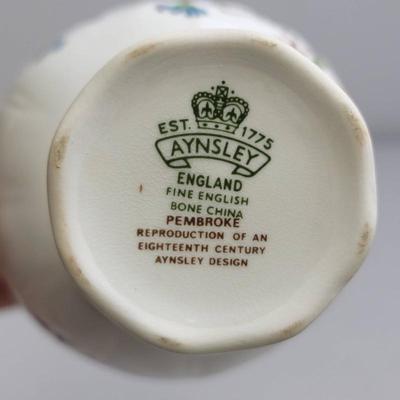 EST. 1775
AYNSLEY
ENGLAND
FINE ENGLISH
BONE CHINA
PEMBROKE
REPRODUCTION OF AN
EIGHTEENTH CENTURY
AYNSLEY DESIGN